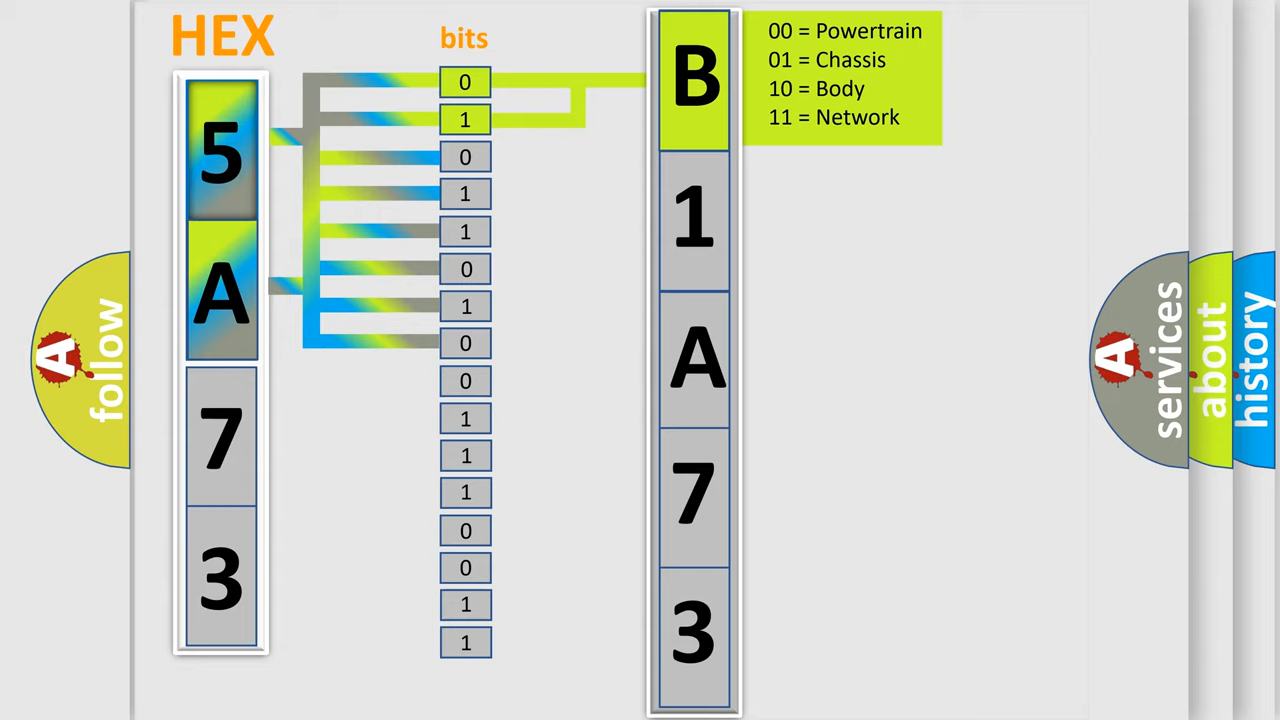 HEX
bits
5
A
7
3
0
1
0
1
1
0
1
0
0
1
1
1
0
0
1
1
B
1
A
7
3
00 = Powertrain
01 = Chassis
10 = Body
11 = Network
A
follow
A
services
about
history